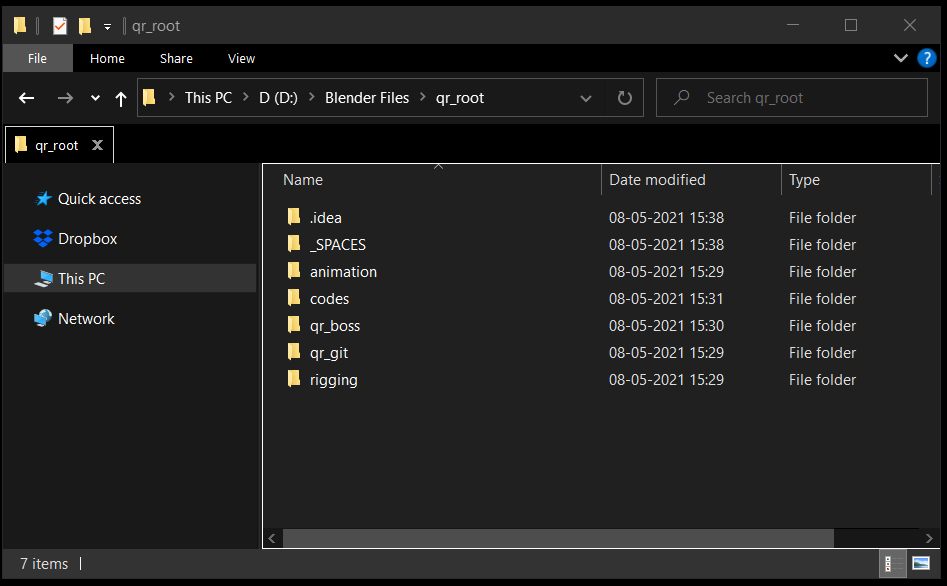 qr_root
File Home Share View
This PC D (D:) Blender Files qr_root Search qr_root
qr_root
Quick access
Dropbox
This PC
Network
Name Date modified Type
.idea 08-05-2021 15:38 File folder
_SPACES 08-05-2021 15:38 File folder
animation 08-05-2021 15:29 File folder
codes 08-05-2021 15:31 File folder
qr_boss 08-05-2021 15:30 File folder
qr_git 08-05-2021 15:29 File folder
rigging 08-05-2021 15:29 File folder
7 items